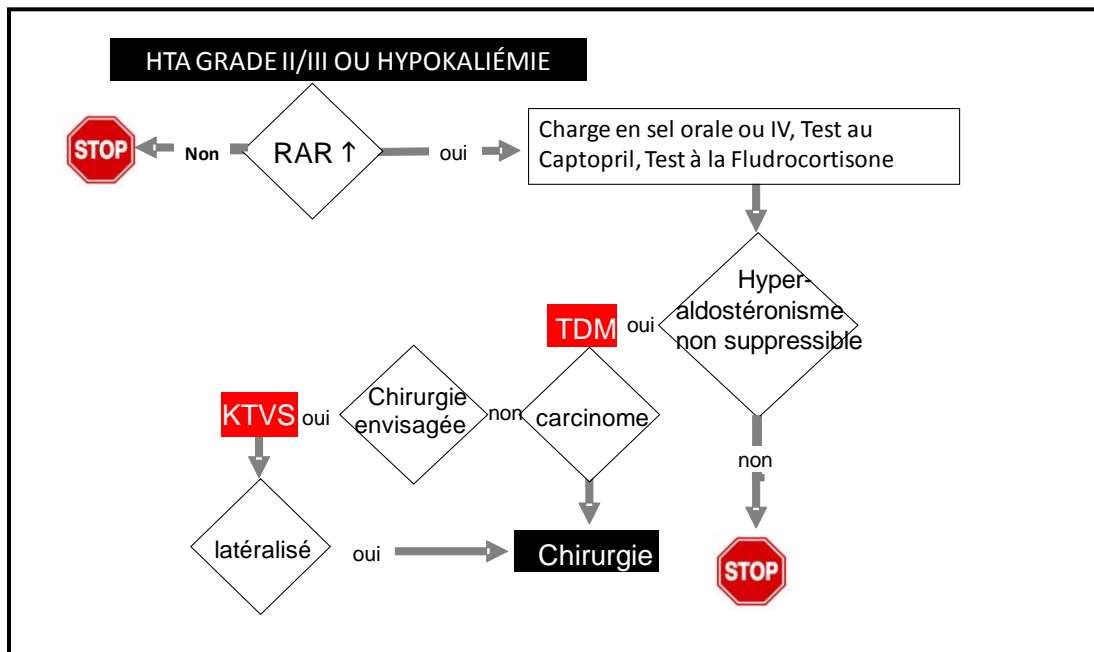 HTA GRADE II/III OU HYPOKALIÉMIE
STOP
Non
RAR ↑
oui
Charge en sel orale ou IV, Test au
Captopril, Test à la Fludrocortisone
Hyper-
aldostéronisme
non suppressible
oui
TDM
carcinome
non
Chirurgie
envisagée
oui
KTVS
latéralisé
oui
Chirurgie
non
STOP